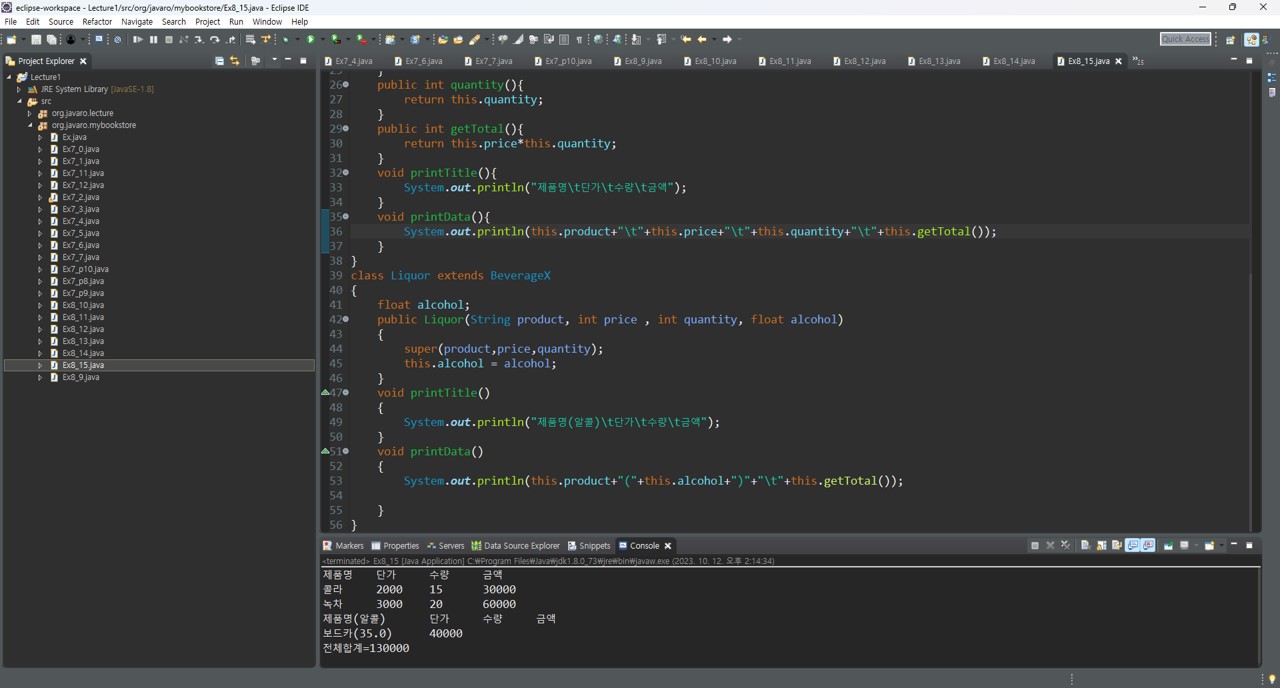 eclipse-workspace - Lecture1/src/org/javaro/mybookstore/Ex8_15.java - Eclipse IDE
File Edit Source Refactor Navigate Search Project Run Window Help
Quick Access
Project Explorer
Lecture1
JRE System Library [JavaSE-1.8]
src
org.javaro.lecture
org.javaro.mybookstore
Ex.java
Ex7_0.java
Ex7_1.java
Ex7_11.java
Ex7_12.java
Ex7_2.java
Ex7_3.java
Ex7_4.java
Ex7_5.java
Ex7_6.java
Ex7_7.java
Ex7_p10.java
Ex7_p8.java
Ex7_p9.java
Ex8_10.java
Ex8_11.java
Ex8_12.java
Ex8_13.java
Ex8_14.java
Ex8_15.java
Ex8_9.java
Ex7_4.java Ex7_6.java Ex7_7.java Ex7_p10.java Ex8_9.java Ex8_10.java Ex8_11.java Ex8_12.java Ex8_13.java Ex8_14.java Ex8_15.java
25 }
26 public int quantity(){
27 return this.quantity;
28 }
29 public int getTotal(){
30 return this.price*this.quantity;
31 }
32 void printTitle(){
33 System.out.println("제품명\t단가\t수량\t금액");
34 }
35 void printData(){
36 System.out.println(this.product+"\t"+this.price+"\t"+this.quantity+"\t"+this.getTotal());
37 }
38 }
39 class Liquor extends BeverageX
40 {
41 float alcohol;
42 public Liquor(String product, int price , int quantity, float alcohol)
43 {
44 super(product,price,quantity);
45 this.alcohol = alcohol;
46 }
47 void printTitle()
48 {
49 System.out.println("제품명(알콜)\t단가\t수량\t금액");
50 }
51 void printData()
52 {
53 System.out.println(this.product+"("+this.alcohol+")"+"\t"+this.getTotal());
54
55 }
56 }
Markers Properties Servers Data Source Explorer Snippets Console
<terminated> Ex8_15 [Java Application] C:\Program Files\Java\jdk1.8.0_73\jre\bin\javaw.exe (2023. 10. 12. 오후 2:14:34)
제품명 단가 수량 금액
콜라 2000 15 30000
녹차 3000 20 60000
제품명(알콜) 단가 수량 금액
보드카(35.0) 40000
전체합계=130000